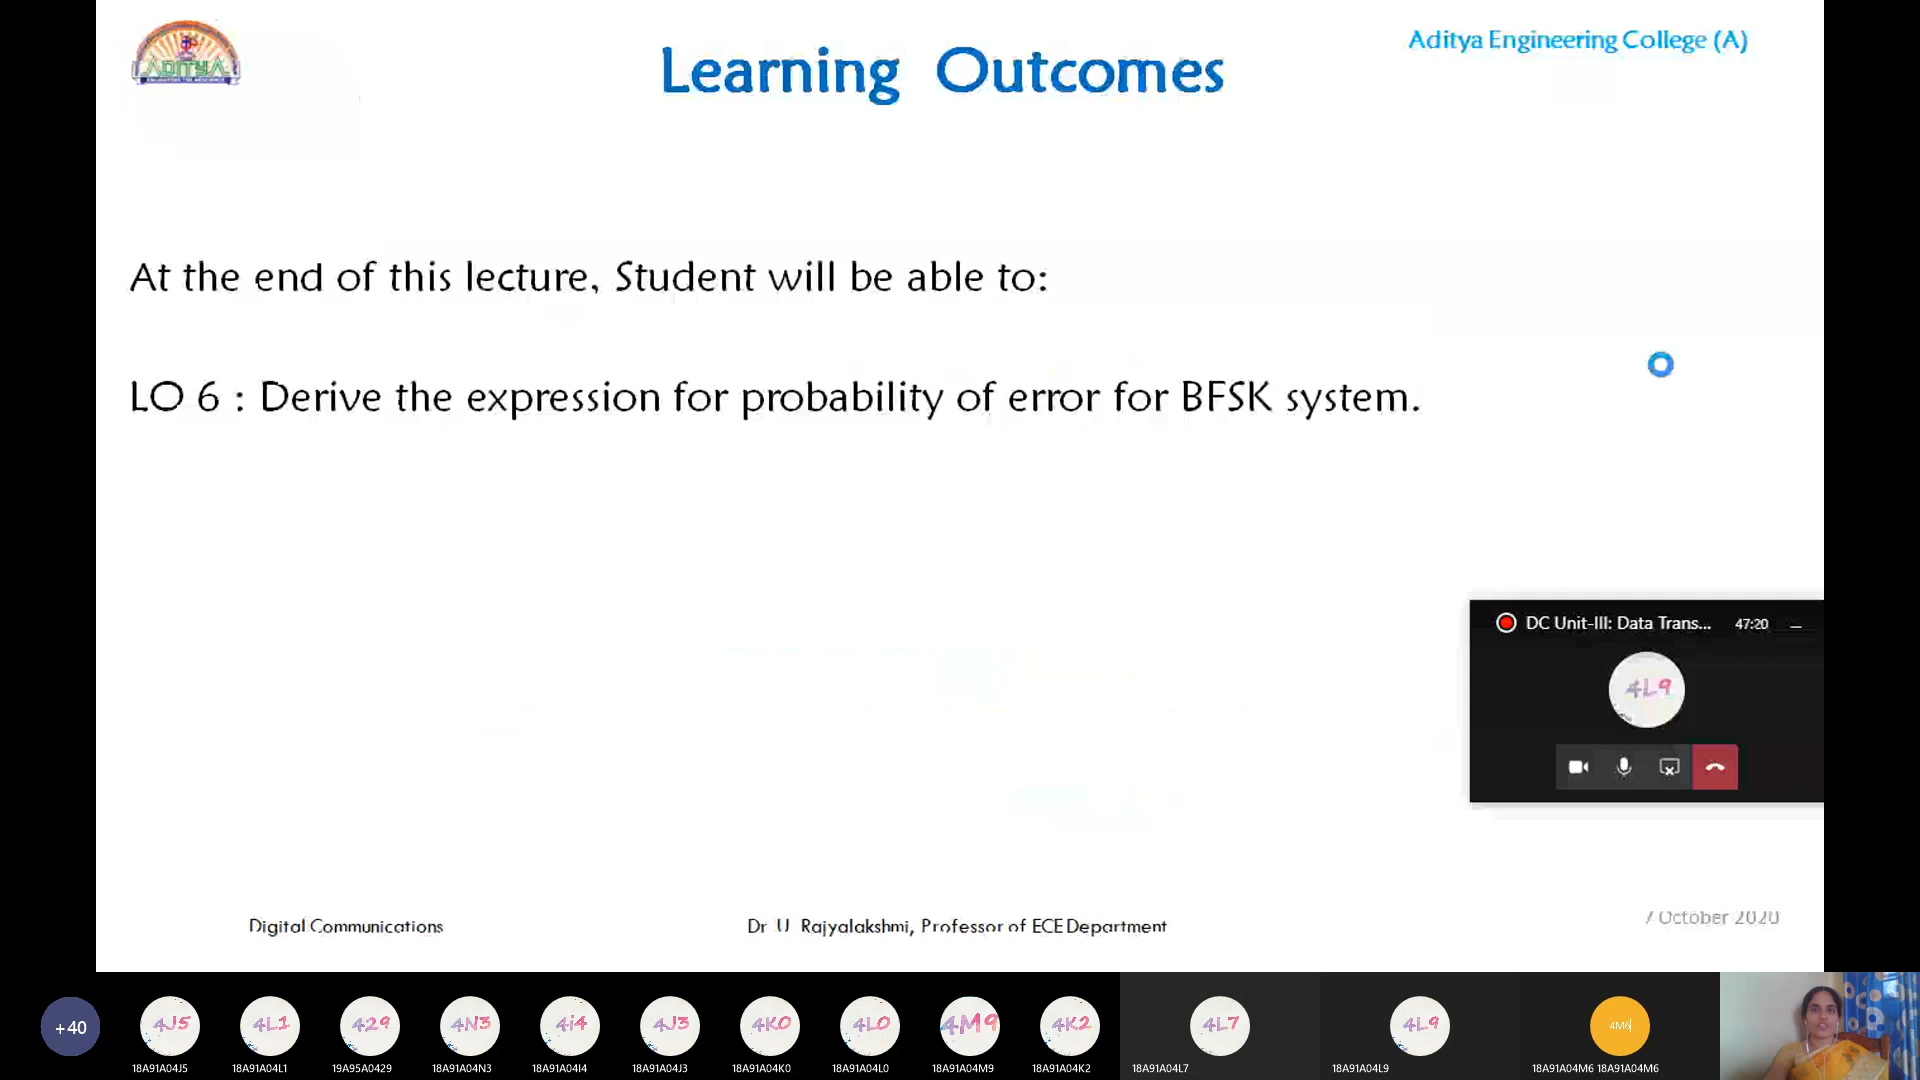 ADITYA
Learning Outcomes
Aditya Engineering College (A)
At the end of this lecture, Student will be able to:
LO 6 : Derive the expression for probability of error for BFSK system.
DC Unit-III: Data Trans... 47:20
4L9
Digital Communications
Dr U Rajyalakshmi, Professor of ECE Department
7 October 2020
+40
4J5
4L1
429
4N3
4i4
4J3
4K0
4L0
4M9
4K2
4L7
4L9
4M6
18A91A04J5
18A91A04L1
19A95A0429
18A91A04N3
18A91A04I4
18A91A04J3
18A91A04K0
18A91A04L0
18A91A04M9
18A91A04K2
18A91A04L7
18A91A04L9
18A91A04M6 18A91A04M6